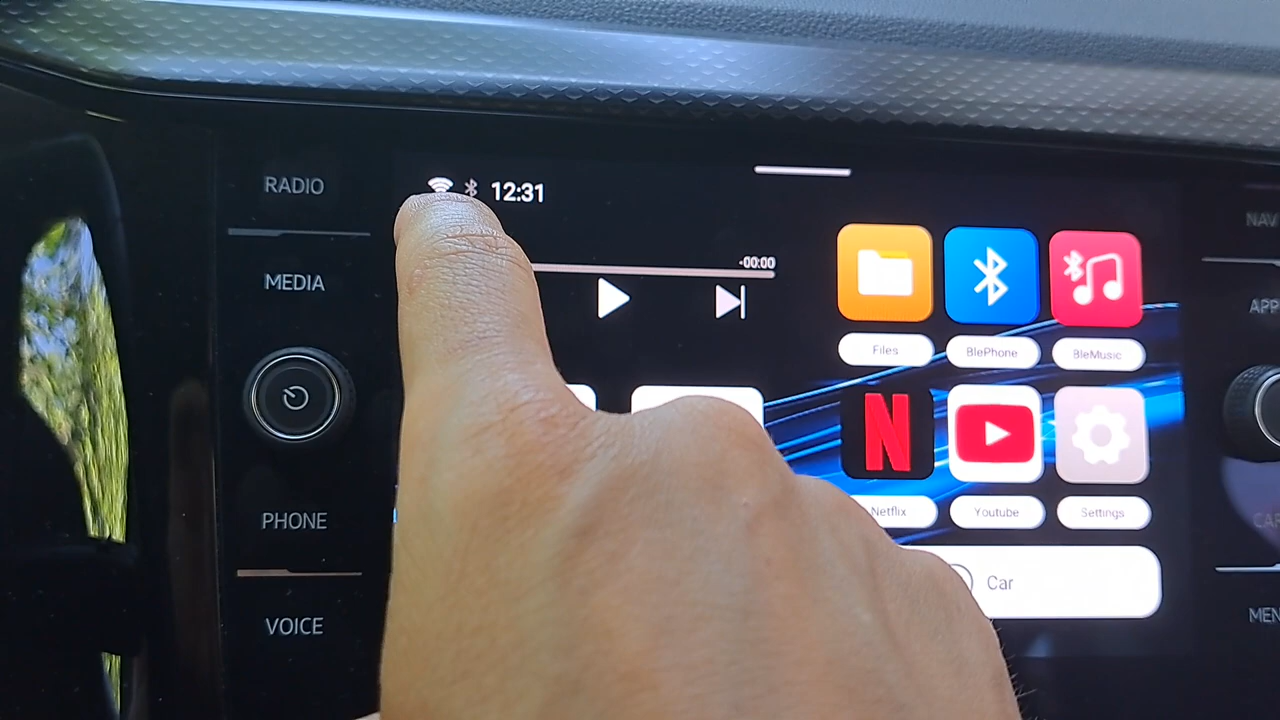 RADIO
12:31
NAV
MEDIA
-00:00
APP
Files
BlePhone
BleMusic
N
Netflix
Youtube
Settings
PHONE
Car
VOICE
MEN